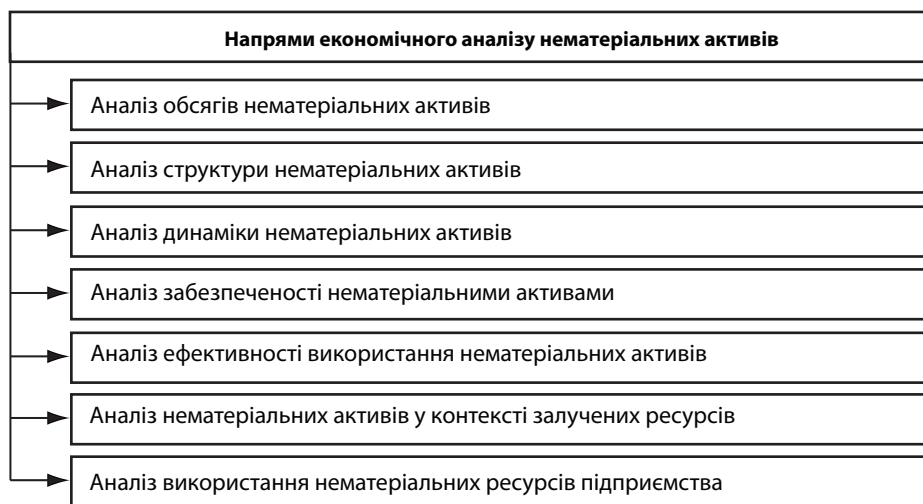 Напрями економічного аналізу нематеріальних активів
Аналіз обсягів нематеріальних активів
Аналіз структури нематеріальних активів
Аналіз динаміки нематеріальних активів
Аналіз забезпеченості нематеріальними активами
Аналіз ефективності використання нематеріальних активів
Аналіз нематеріальних активів у контексті залучених ресурсів
Аналіз використання нематеріальних ресурсів підприємства